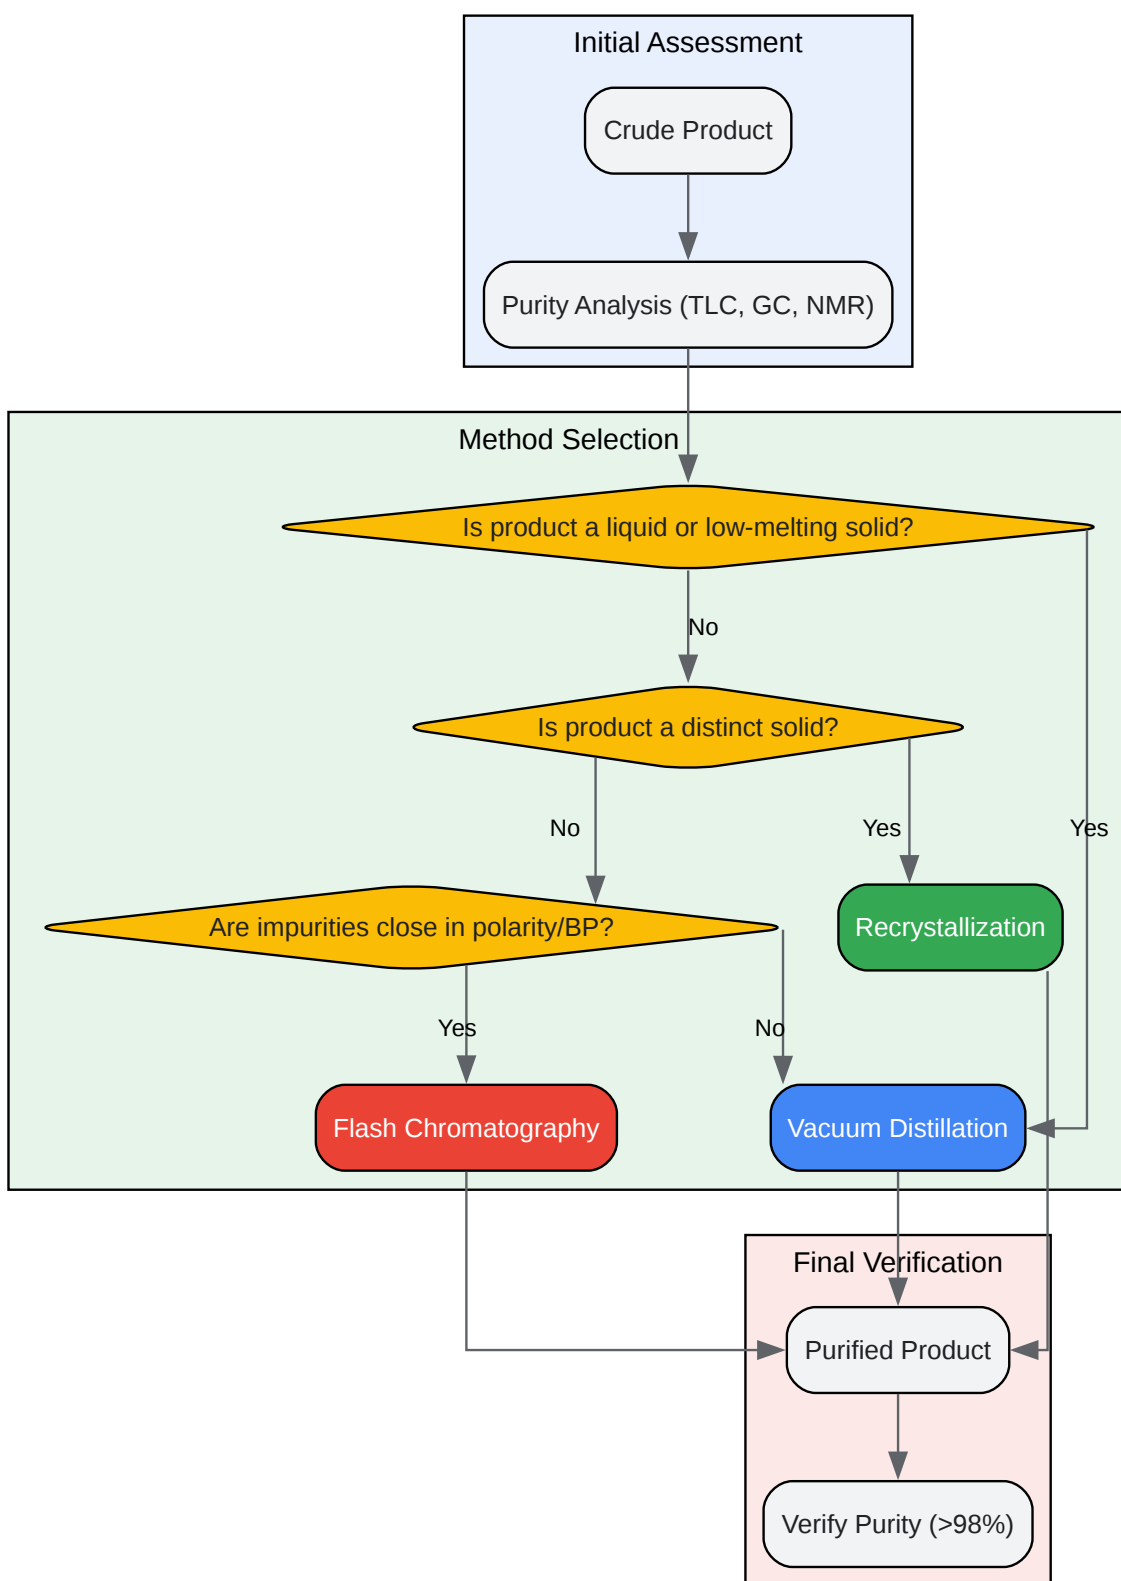 Initial Assessment
Crude Product
Purity Analysis (TLC, GC, NMR)
Method Selection
Is product a liquid or low-melting solid?
No
Is product a distinct solid?
No
Yes
Yes
Are impurities close in polarity/BP?
Recrystallization
Yes
No
Flash Chromatography
Vacuum Distillation
Final Verification
Purified Product
Verify Purity (>98%)